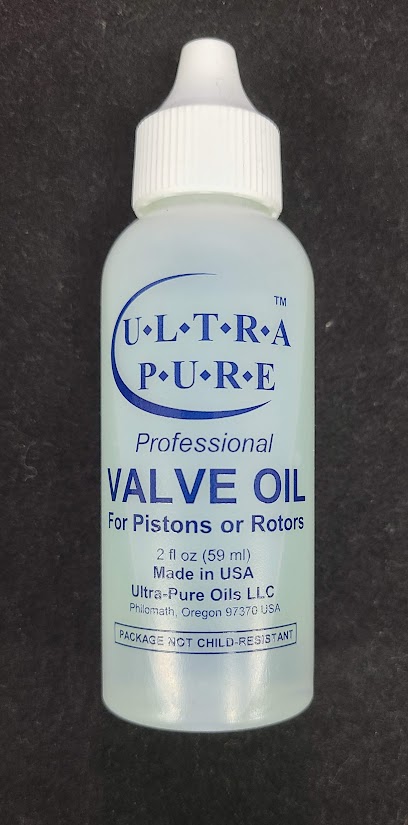 U•L•T•R•A™
P•U•R•E
Professional
VALVE OIL
For Pistons or Rotors
2 fl oz (59 ml)
Made in USA
Ultra-Pure Oils LLC
Philomath, Oregon 97370 USA
PACKAGE NOT CHILD-RESISTANT